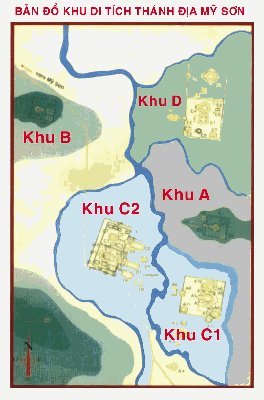 BẢN ĐỒ KHU DI TÍCH THÁNH ĐỊA MỸ SƠN
Khu D
Khu B
Khu A
Khu C2
Khu C1